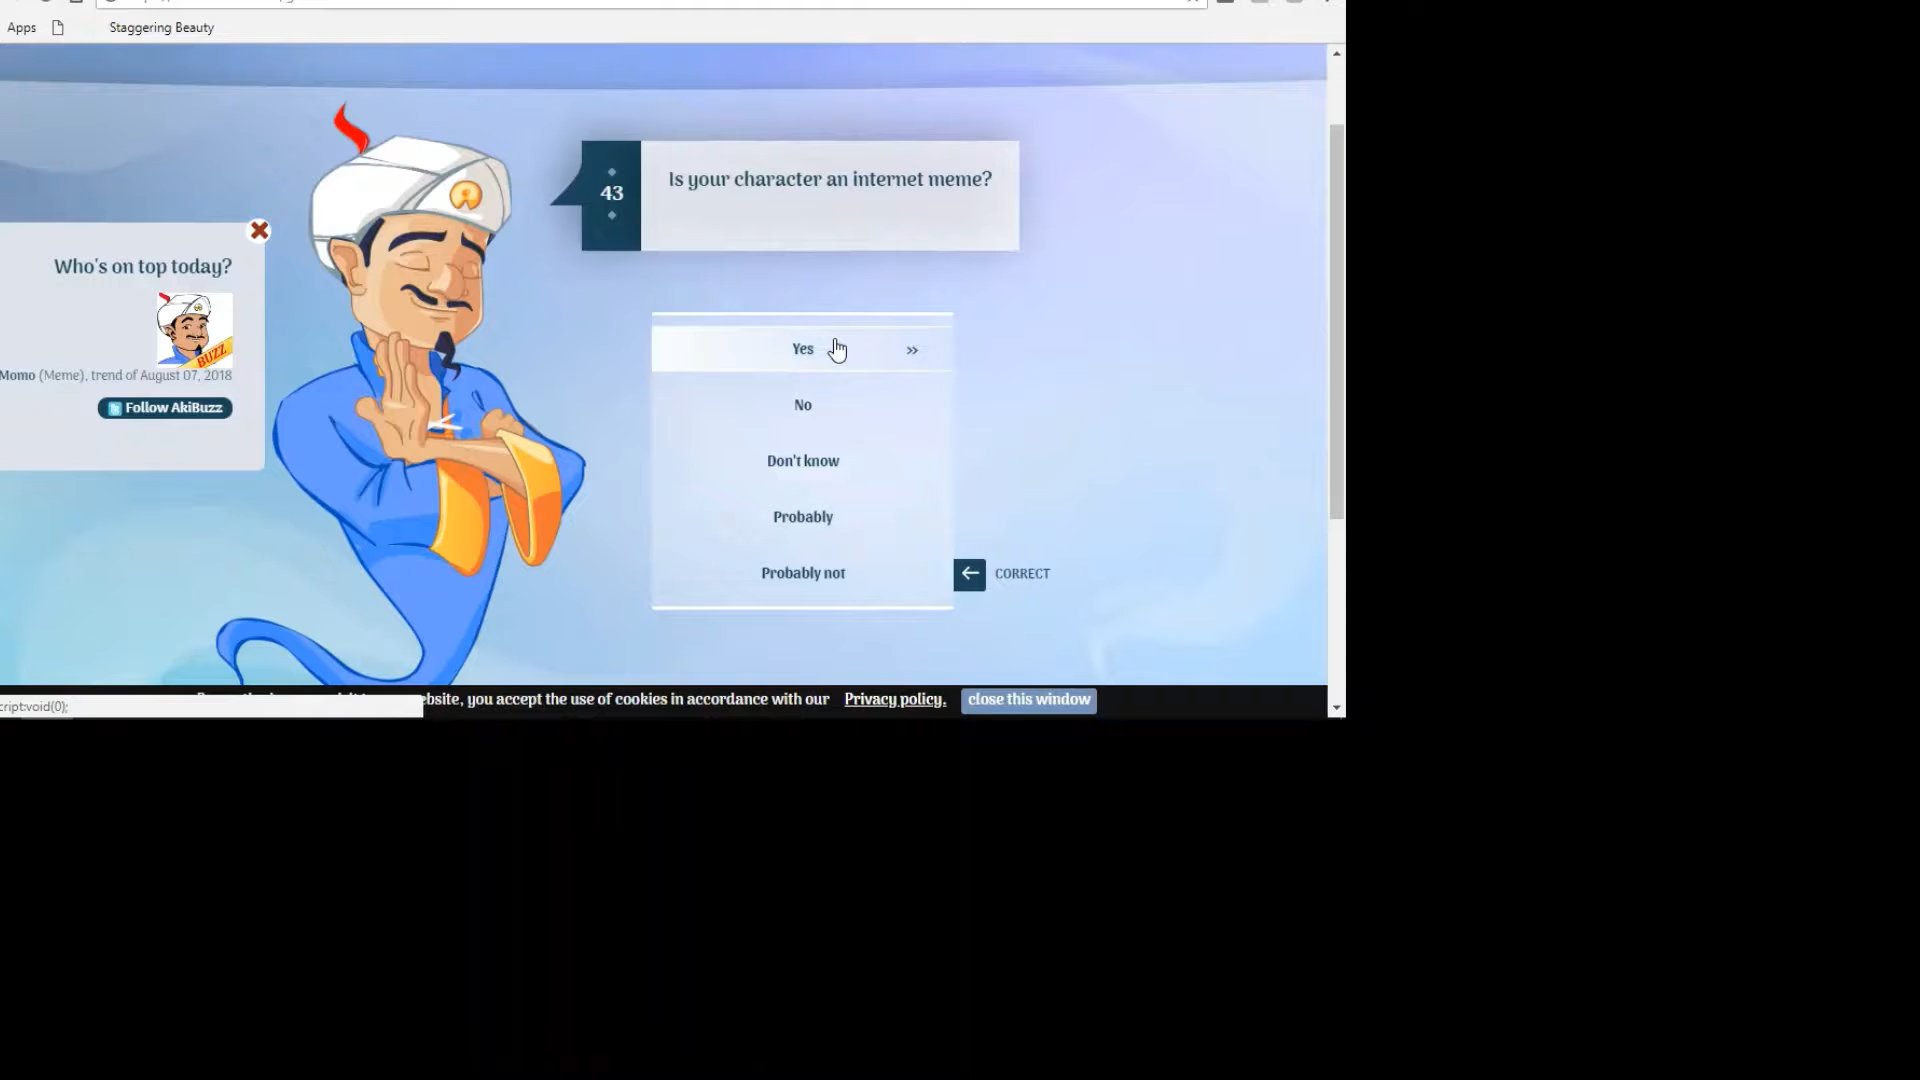 Apps
Staggering Beauty
43
Is your character an internet meme?
Who's on top today?
BUZZ
Momo (Meme), trend of August 07, 2018
Follow AkiBuzz
Yes
No
Don't know
Probably
Probably not
CORRECT
ebsite, you accept the use of cookies in accordance with our Privacy policy. close this window
cript:void(0);